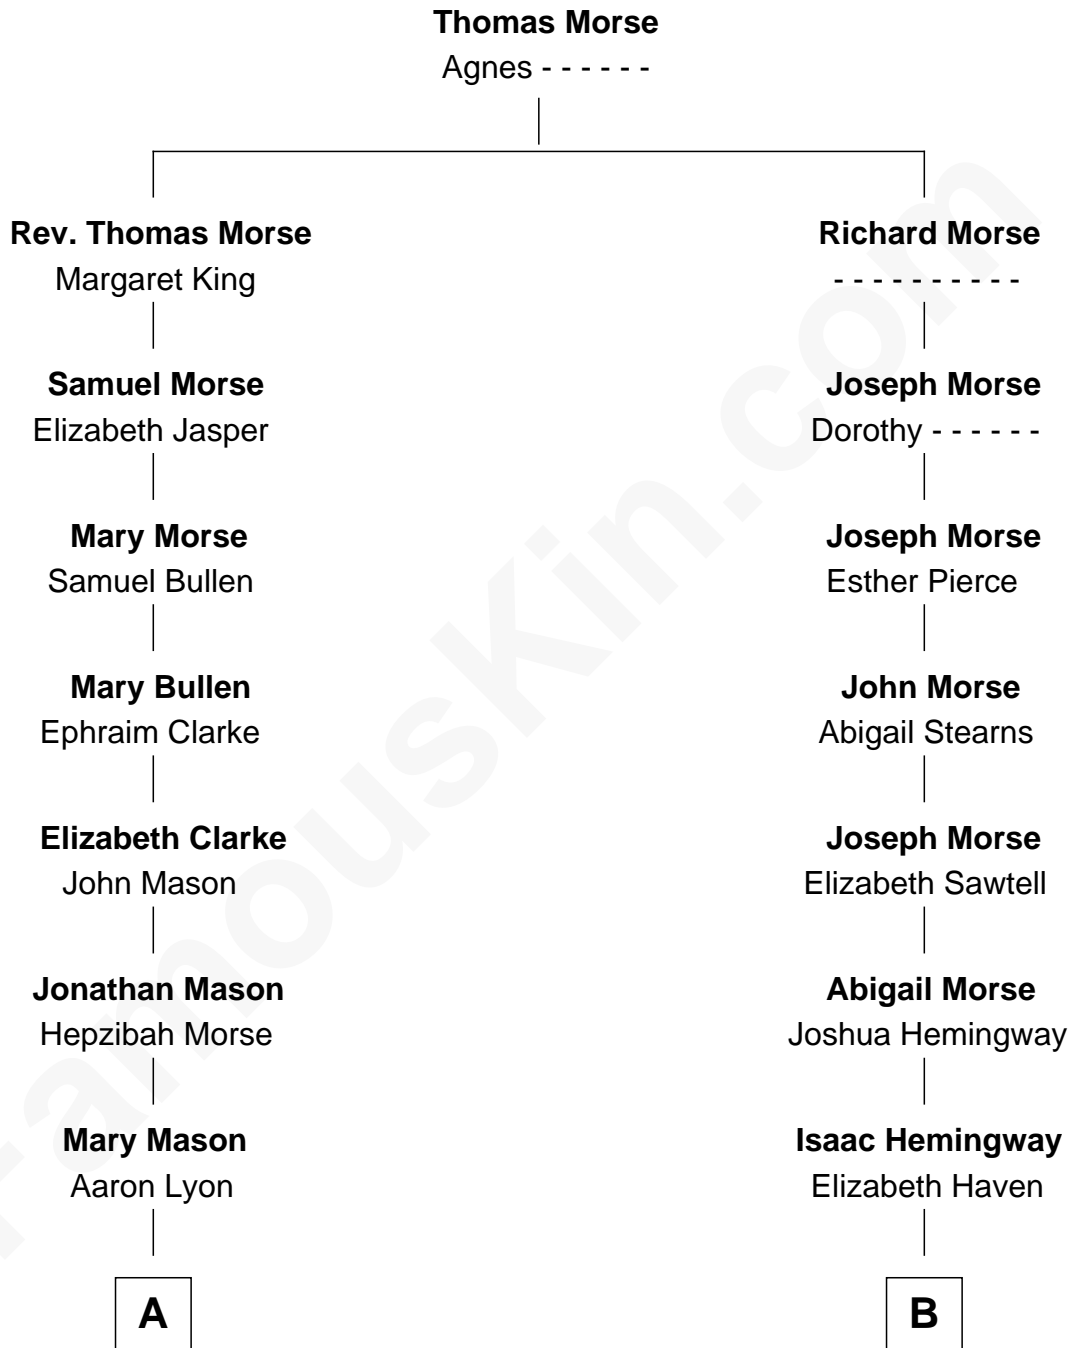 Thomas Morse
Agnes - - - - - -
Rev. Thomas Morse
Margaret King
Richard Morse
- - - - - - - - - -
Samuel Morse
Elizabeth Jasper
Joseph Morse
Dorothy - - - - - -
Mary Morse
Samuel Bullen
Joseph Morse
Esther Pierce
Mary Bullen
Ephraim Clarke
John Morse
Abigail Stearns
Elizabeth Clarke
John Mason
Joseph Morse
Elizabeth Sawtell
Jonathan Mason
Hepzibah Morse
Abigail Morse
Joshua Hemingway
Mary Mason
Aaron Lyon
Isaac Hemingway
Elizabeth Haven
A
B
FamousKin.com